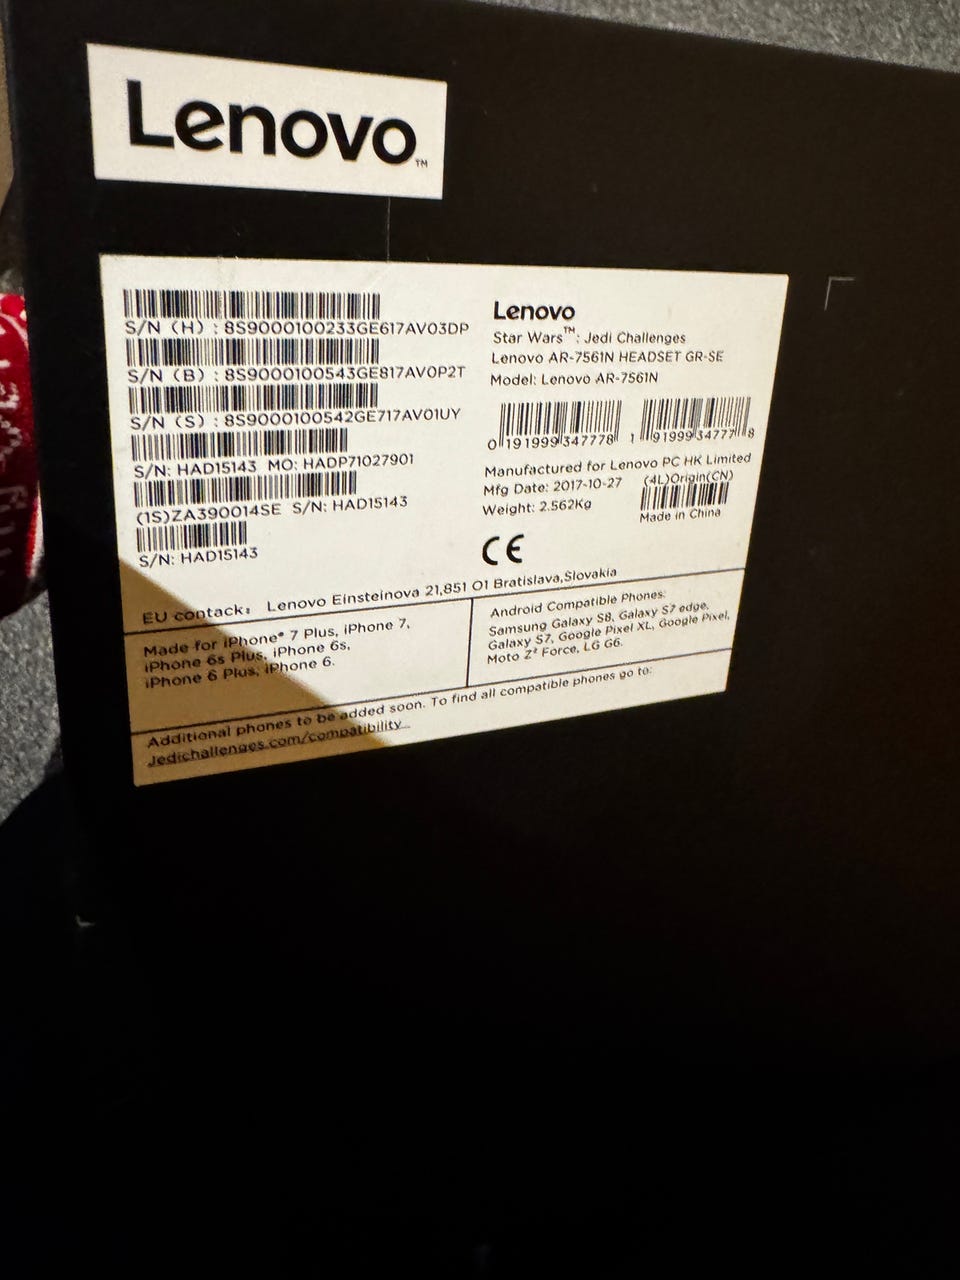 Lenovo™
S/N (H) : 8S9000100233GE617AV03DP
S/N (B) : 8S9000100543GE817AV0P2T
S/N (S) : 8S9000100542GE717AV01UY
S/N: HAD15143 MO: HADP71027901
(1S)ZA390014SE S/N: HAD15143
S/N: HAD15143
Lenovo
Star Wars™: Jedi Challenges
Lenovo AR-7561N HEADSET GR-SE
Model: Lenovo AR-7561N
0 191999 347778 1 91999 34777 8
Manufactured for Lenovo PC HK Limited
Mfg Date: 2017-10-27 (4L)Origin(CN)
Weight: 2.562Kg Made in China
CE
EU contack: Lenovo Einsteinova 21,851 01 Bratislava,Slovakia
Made for iPhone® 7 Plus, iPhone 7,
iPhone 6s Plus, iPhone 6s,
iPhone 6 Plus, iPhone 6.
Android Compatible Phones:
Samsung Galaxy S8, Galaxy S7 edge,
Galaxy S7, Google Pixel XL, Google Pixel,
Moto Z² Force, LG G6.
Additional phones to be added soon. To find all compatible phones go to:
Jedichallenges.com/compatibility